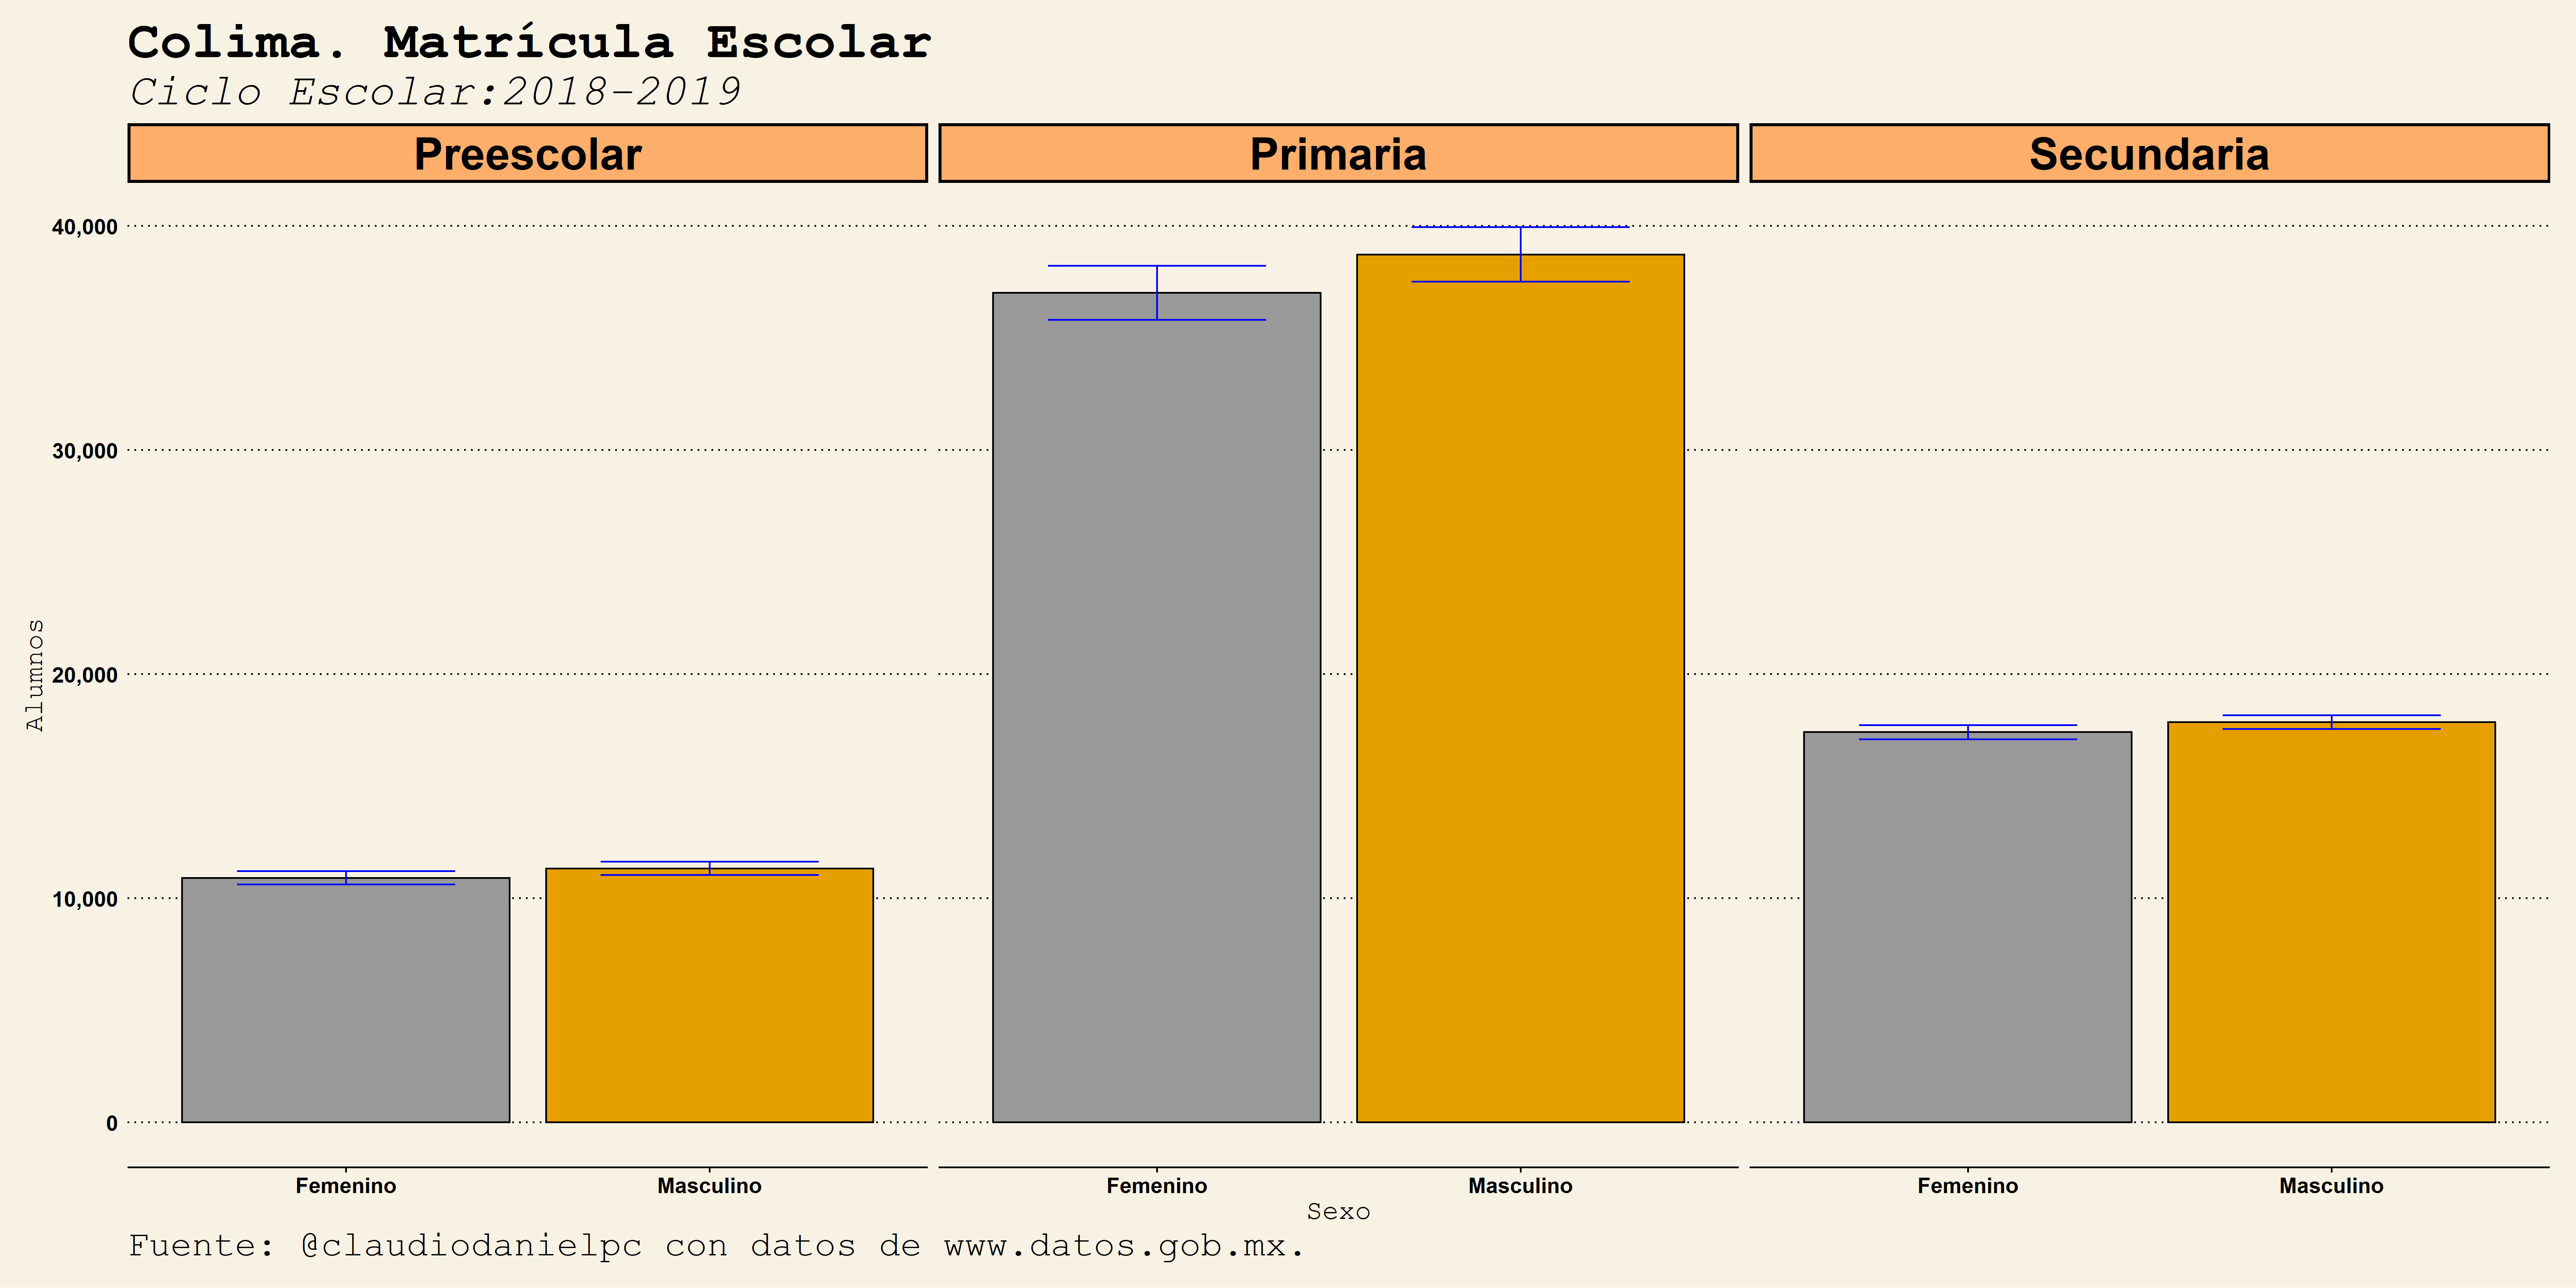 Colima. Matrícula Escolar
Ciclo Escolar:2018-2019
Preescolar
Primaria
Secundaria
Alumnos
40,000
30,000
20,000
10,000
0
Femenino
Masculino
Femenino
Masculino
Femenino
Masculino
Sexo
Fuente: @claudiodanielpc con datos de www.datos.gob.mx.